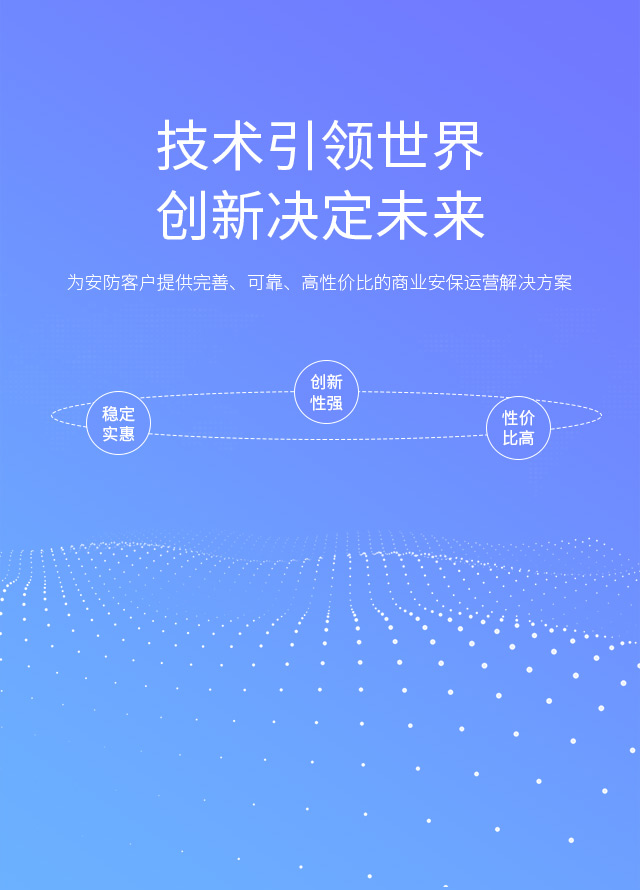 技术引领世界
创新决定未来
为安防客户提供完善、可靠、高性价比的商业安保运营解决方案
创新
性强
稳定
实惠
性价
比高